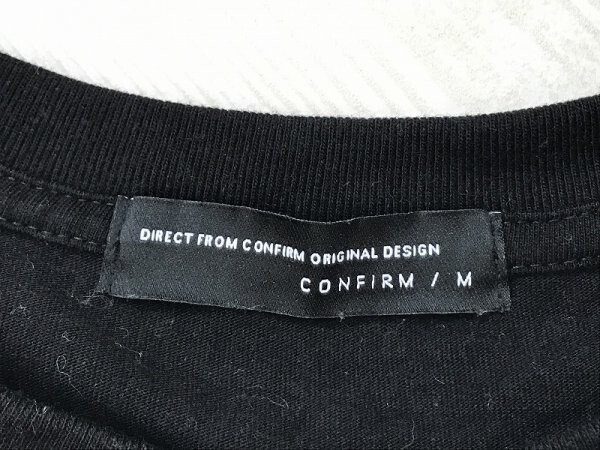 DIRECT FROM CONFIRM ORIGINAL DESIGN
CONFIRM / M